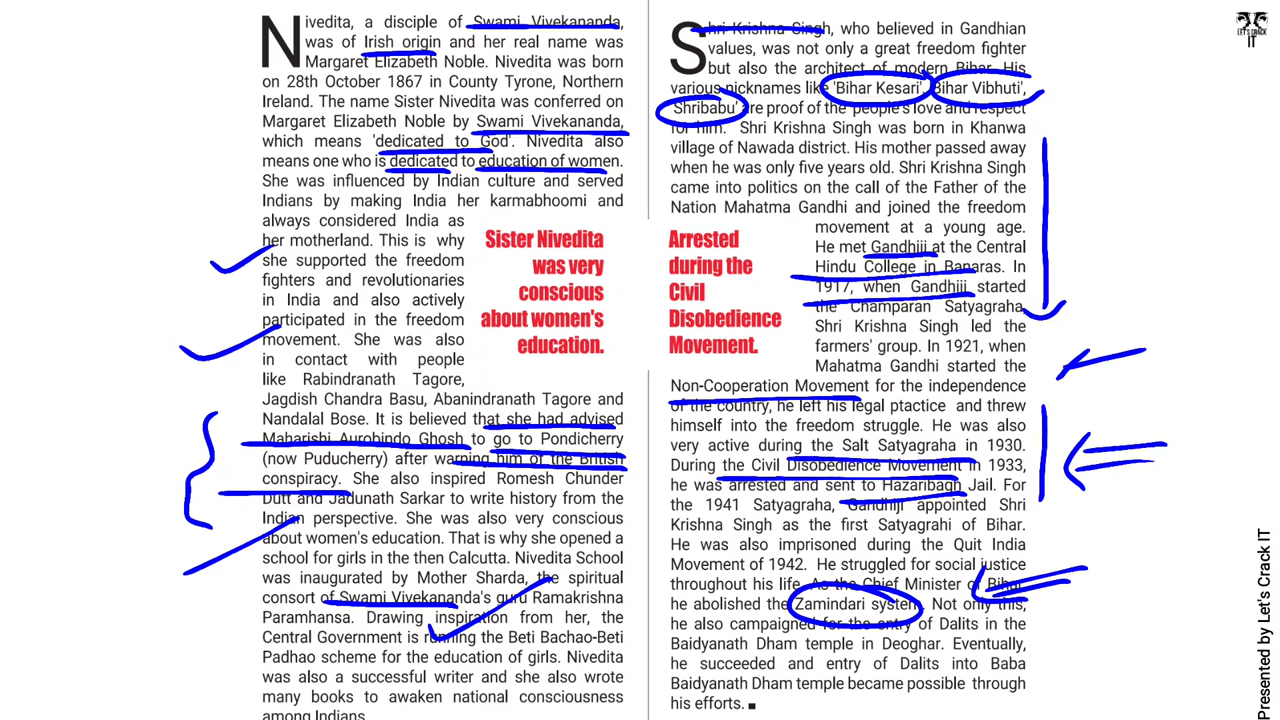 Nivedita, a disciple of Swami Vivekananda,
was of Irish origin and her real name was
Margaret Elizabeth Noble. Nivedita was born
on 28th October 1867 in County Tyrone, Northern
Ireland. The name Sister Nivedita was conferred on
Margaret Elizabeth Noble by Swami Vivekananda,
which means 'dedicated to God'. Nivedita also
means one who is dedicated to education of women.
She was influenced by Indian culture and served
Indians by making India her karmabhoomi and
always considered India as
her motherland. This is why
she supported the freedom
fighters and revolutionaries
in India and also actively
participated in the freedom
movement. She was also
in contact with people
like Rabindranath Tagore,
Jagdish Chandra Basu, Abanindranath Tagore and
Nandalal Bose. It is believed that she had advised
Maharishi Aurobindo Ghosh to go to Pondicherry
(now Puducherry) after warning him of the British
conspiracy. She also inspired Romesh Chunder
Dutt and Jadunath Sarkar to write history from the
Indian perspective. She was also very conscious
about women's education. That is why she opened a
school for girls in the then Calcutta. Nivedita School
was inaugurated by Mother Sharda, the spiritual
consort of Swami Vivekananda's guru Ramakrishna
Paramhansa. Drawing inspiration from her, the
Central Government is running the Beti Bachao-Beti
Padhao scheme for the education of girls. Nivedita
was also a successful writer and she also wrote
many books to awaken national consciousness
among Indians.
Sister Nivedita
was very
conscious
about women's
education.
Arrested
during the
Civil
Disobedience
Movement.
Shri Krishna Singh, who believed in Gandhian
values, was not only a great freedom fighter
but also the architect of modern Bihar. His
various nicknames like 'Bihar Kesari', 'Bihar Vibhuti',
'Shribabu' are proof of the people's love and respect
for him. Shri Krishna Singh was born in Khanwa
village of Nawada district. His mother passed away
when he was only five years old. Shri Krishna Singh
came into politics on the call of the Father of the
Nation Mahatma Gandhi and joined the freedom
movement at a young age.
He met Gandhiji at the Central
Hindu College in Banaras. In
1917, when Gandhiji started
the Champaran Satyagraha,
Shri Krishna Singh led the
farmers' group. In 1921, when
Mahatma Gandhi started the
Non-Cooperation Movement for the independence
of the country, he left his legal ptactice and threw
himself into the freedom struggle. He was also
very active during the Salt Satyagraha in 1930.
During the Civil Disobedience Movement in 1933,
he was arrested and sent to Hazaribagh Jail. For
the 1941 Satyagraha, Gandhiji appointed Shri
Krishna Singh as the first Satyagrahi of Bihar.
He was also imprisoned during the Quit India
Movement of 1942. He struggled for social justice
throughout his life. As the Chief Minister of Bihar,
he abolished the Zamindari system. Not only this,
he also campaigned for the entry of Dalits in the
Baidyanath Dham temple in Deoghar. Eventually,
he succeeded and entry of Dalits into Baba
Baidyanath Dham temple became possible through
his efforts.
LET'S CRACK
IT
Presented by Let's Crack IT